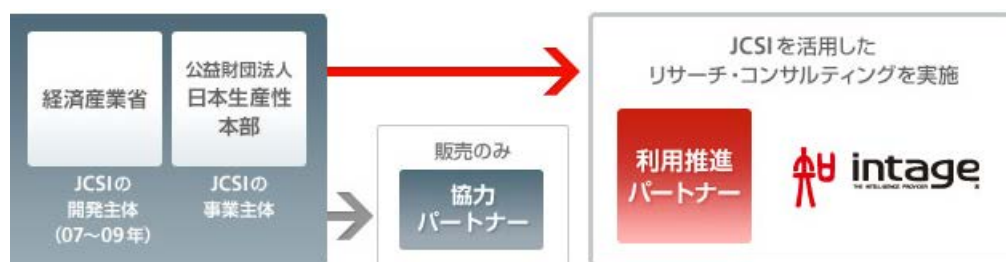 経済産業省
JCSIの
開発主体
(07〜09年)
公益財団法人
日本生産性
本部
JCSIの
事業主体
販売のみ
協力
パートナー
JCSIを活用した
リサーチ・コンサルティングを実施
利用推進
パートナー
intage
THE INTELLIGENCE PROVIDER